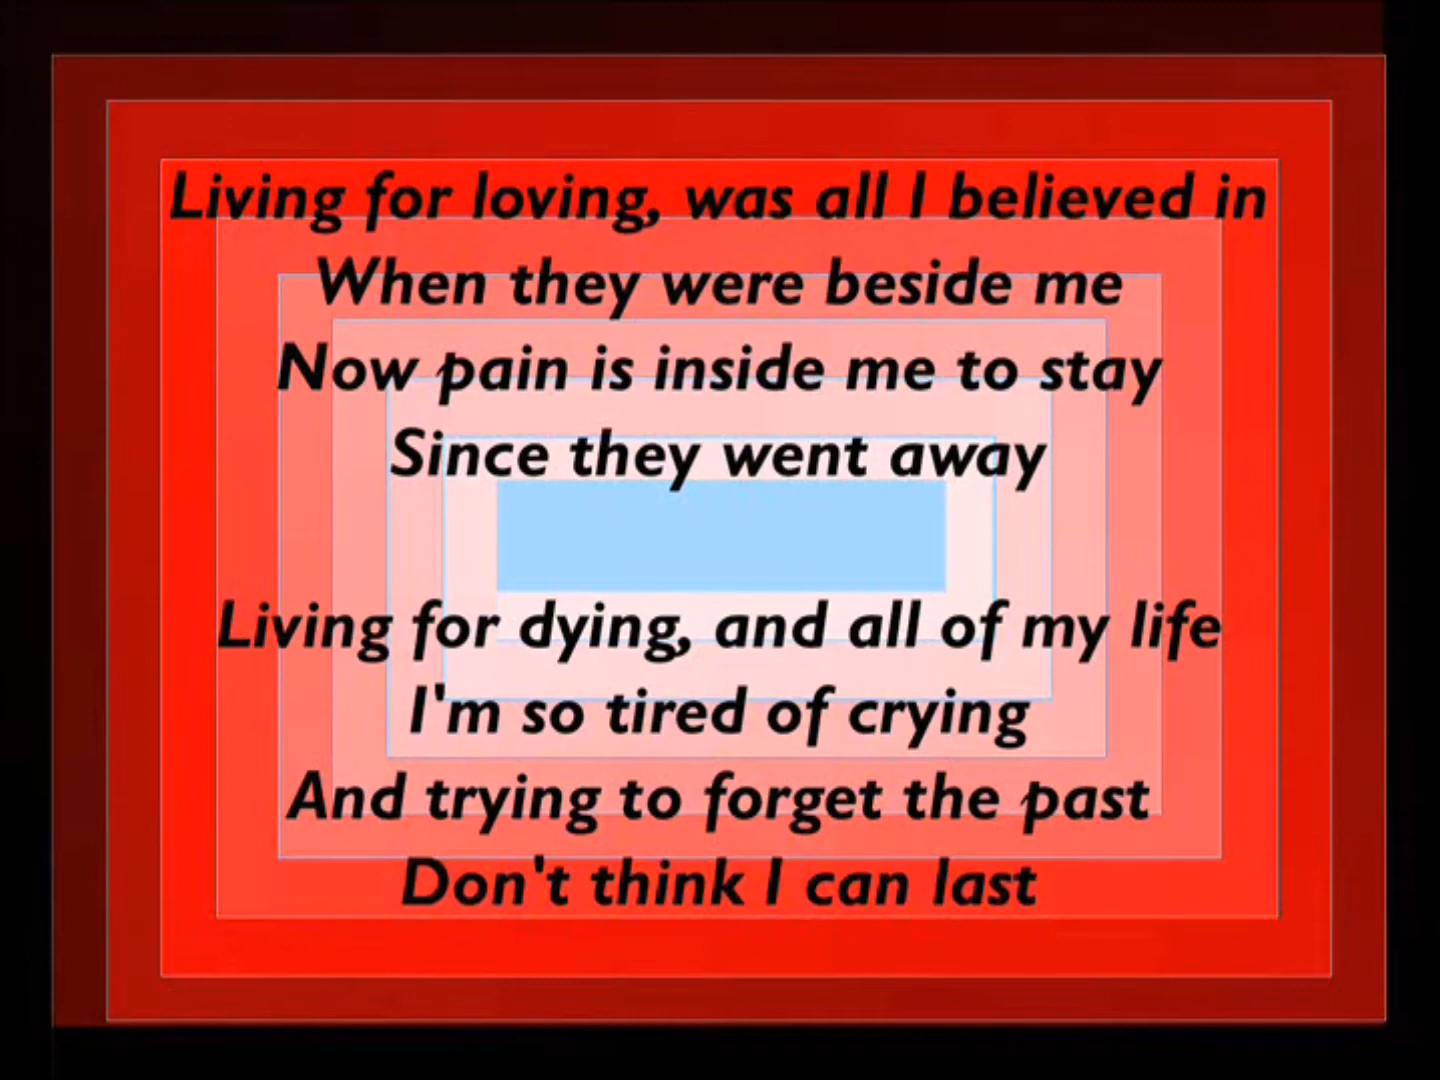 Living for loving, was all I believed in
When they were beside me
Now pain is inside me to stay
Since they went away
Living for dying, and all of my life
I'm so tired of crying
And trying to forget the past
Don't think I can last